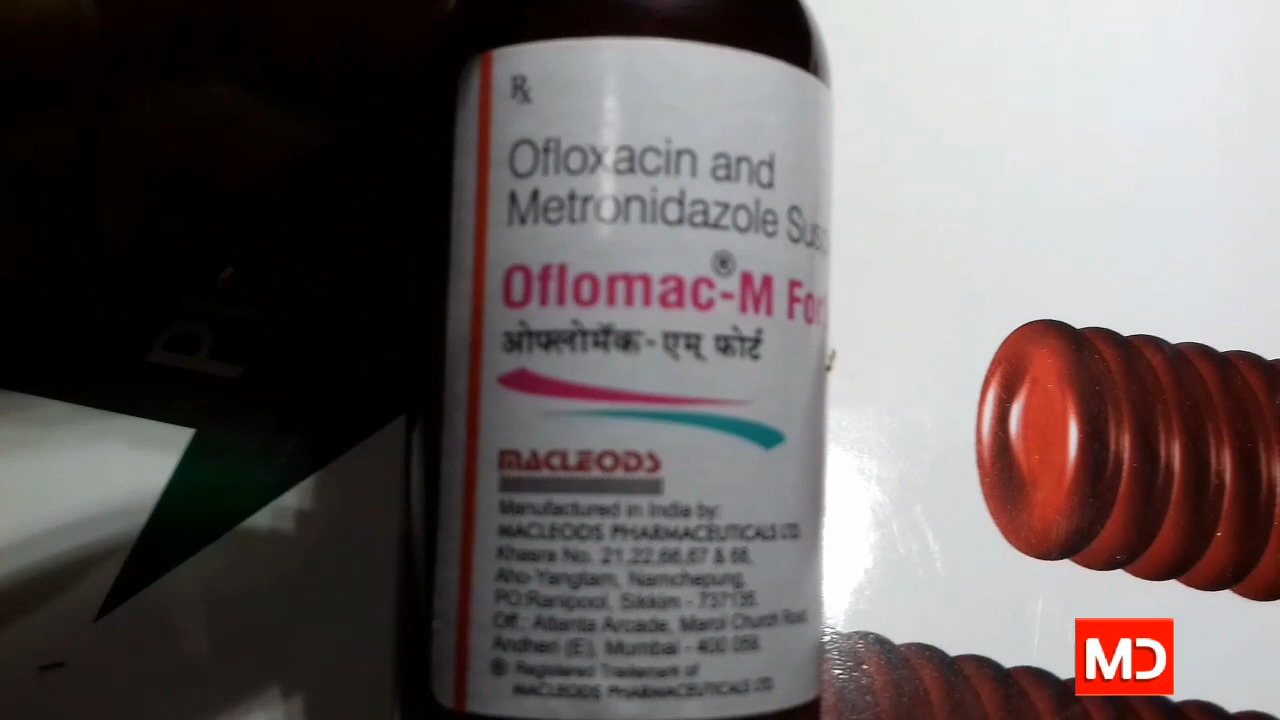 Rx
Ofloxacin and
Metronidazole Sus
Oflomac®-M For
ओफ्लोमॅक-एम् फोर्ट
MACLEODS
Manufactured in India by:
MACLEODS PHARMACEUTICALS LTD.
Khasra No. 21,22,66,67 & 68,
Aho-Yangtam, Namchepung,
PO:Ranipool, Sikkim - 737135.
Off.: Atlanta Arcade, Marol Church Road,
Andheri (E), Mumbai - 400 059.
® Registered Trademark of
MACLEODS PHARMACEUTICALS LTD.
MD